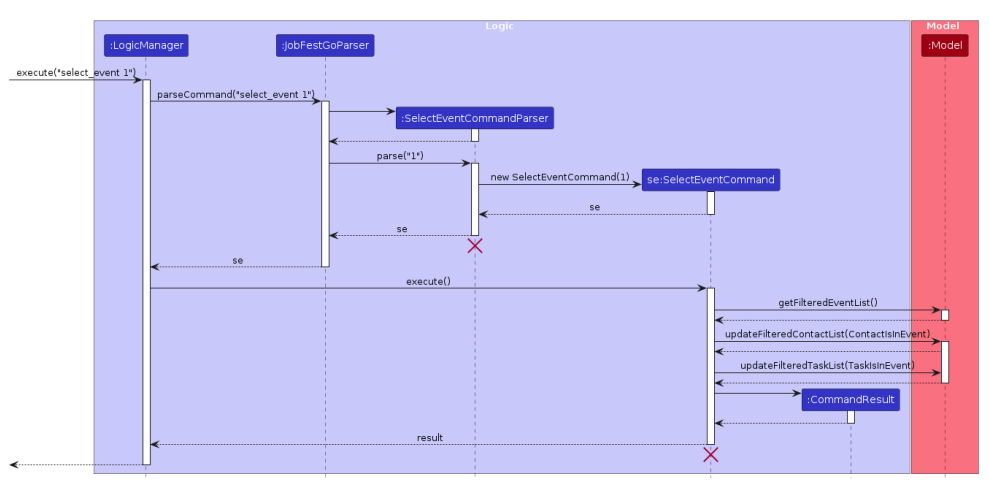 Logic
Model
:LogicManager
:JobFestGoParser
:Model
execute("select_event 1")
parseCommand("select_event 1")
:SelectEventCommandParser
parse("1")
new SelectEventCommand(1)
se:SelectEventCommand
se
se
se
execute()
getFilteredEventList()
updateFilteredContactList(ContactIsInEvent)
updateFilteredTaskList(TaskIsInEvent)
:CommandResult
result